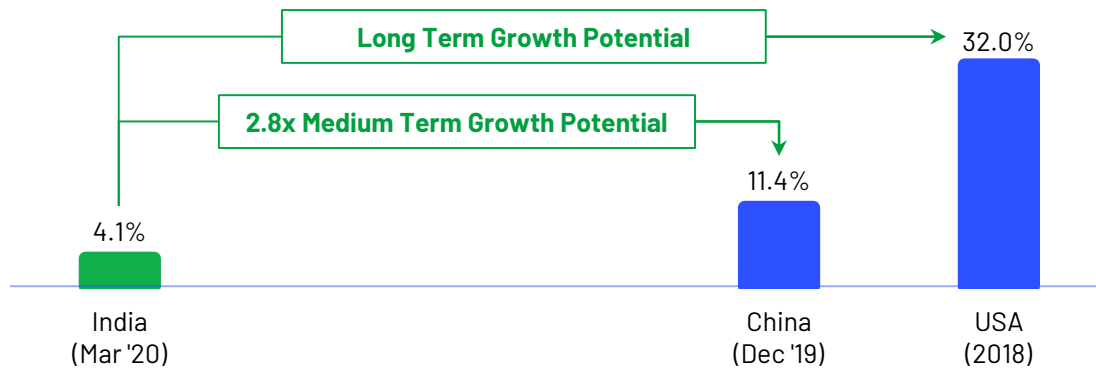 Long Term Growth Potential
32.0%
2.8x Medium Term Growth Potential
11.4%
4.1%
India
(Mar '20)
China
(Dec '19)
USA
(2018)